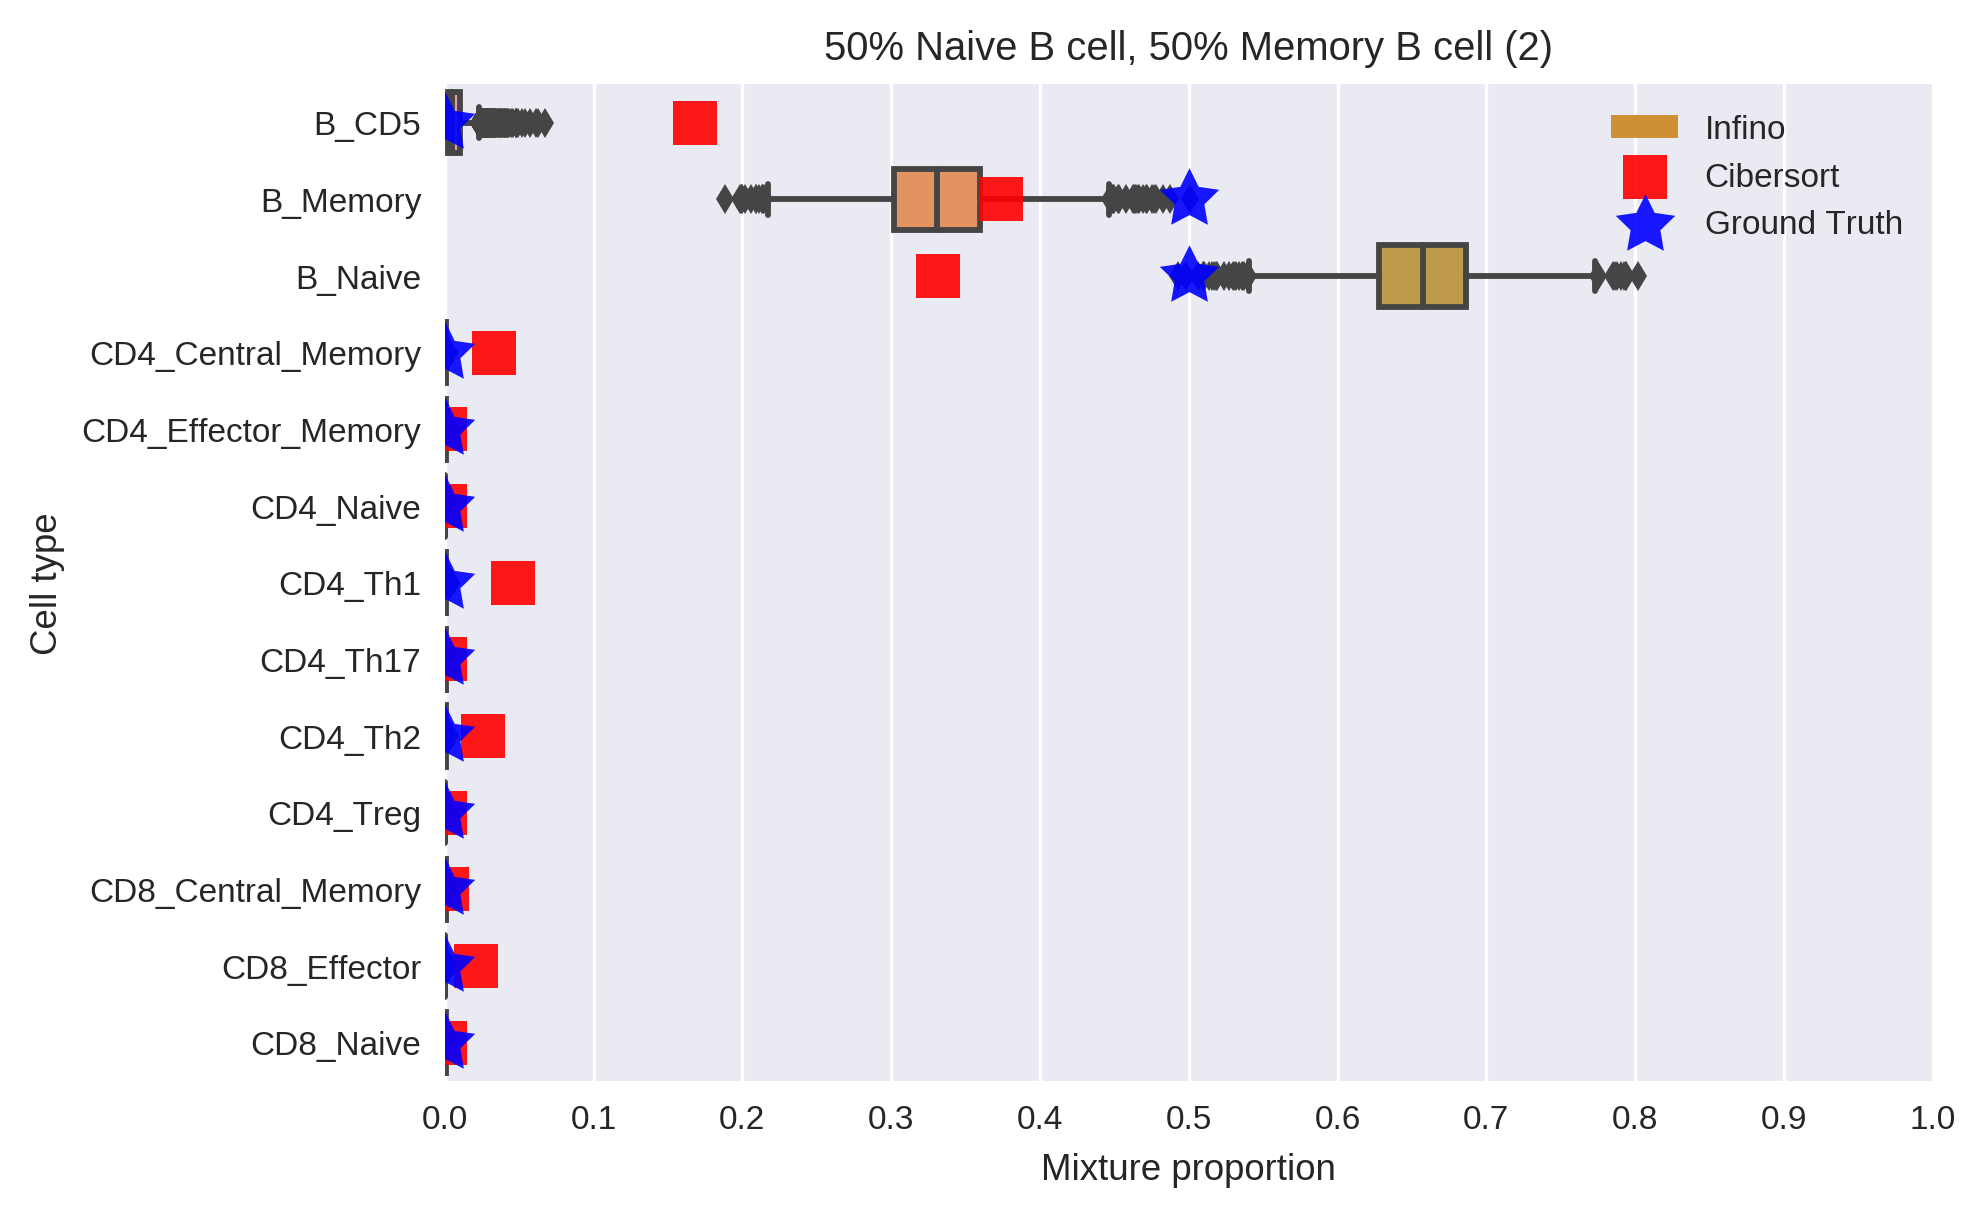 50% Naive B cell, 50% Memory B cell (2)
Infino
Cibersort
Ground Truth
Cell type
B_CD5
B_Memory
B_Naive
CD4_Central_Memory
CD4_Effector_Memory
CD4_Naive
CD4_Th1
CD4_Th17
CD4_Th2
CD4_Treg
CD8_Central_Memory
CD8_Effector
CD8_Naive
0.0 0.1 0.2 0.3 0.4 0.5 0.6 0.7 0.8 0.9 1.0
Mixture proportion